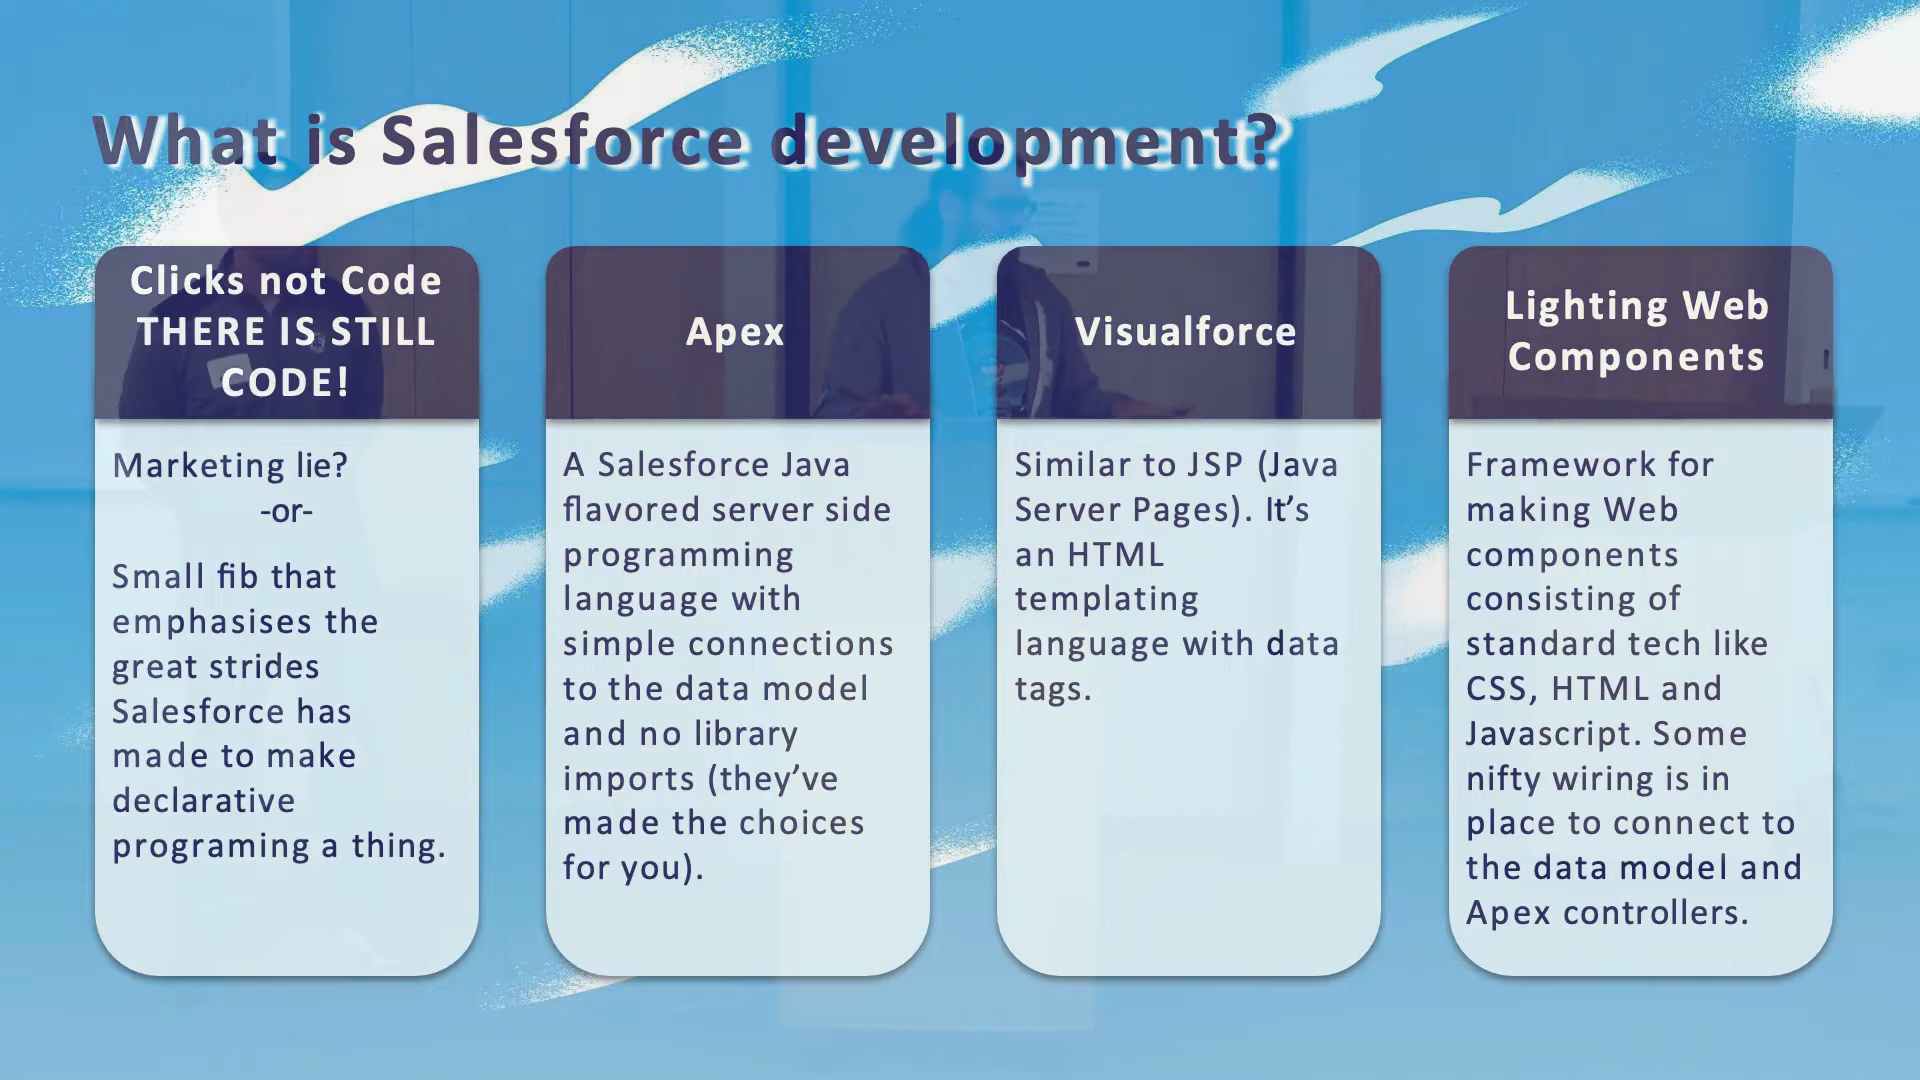 What is Salesforce development?
Clicks not Code
THERE IS STILL
CODE!
Marketing lie?
-or-
Small fib that
emphasises the
great strides
Salesforce has
made to make
declarative
programing a thing.
Apex
A Salesforce Java
flavored server side
programming
language with
simple connections
to the data model
and no library
imports (they’ve
made the choices
for you).
Visualforce
Similar to JSP (Java
Server Pages). It’s
an HTML
templating
language with data
tags.
Lighting Web
Components
Framework for
making Web
components
consisting of
standard tech like
CSS, HTML and
Javascript. Some
nifty wiring is in
place to connect to
the data model and
Apex controllers.